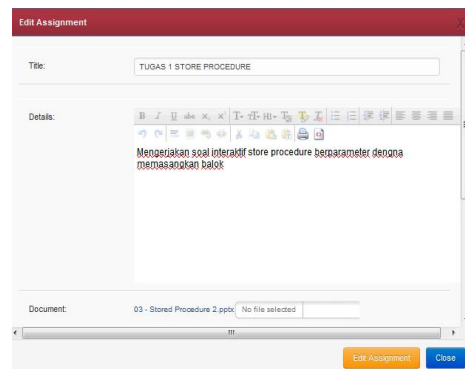 Edit Assignment
Title:
TUGAS 1 STORE PROCEDURE
Details:
Mengerjakan soal interaktif store procedure berparameter dengna
memasangkan balok
Document:
03 - Stored Procedure 2.pptx No file selected
Edit Assignment Close